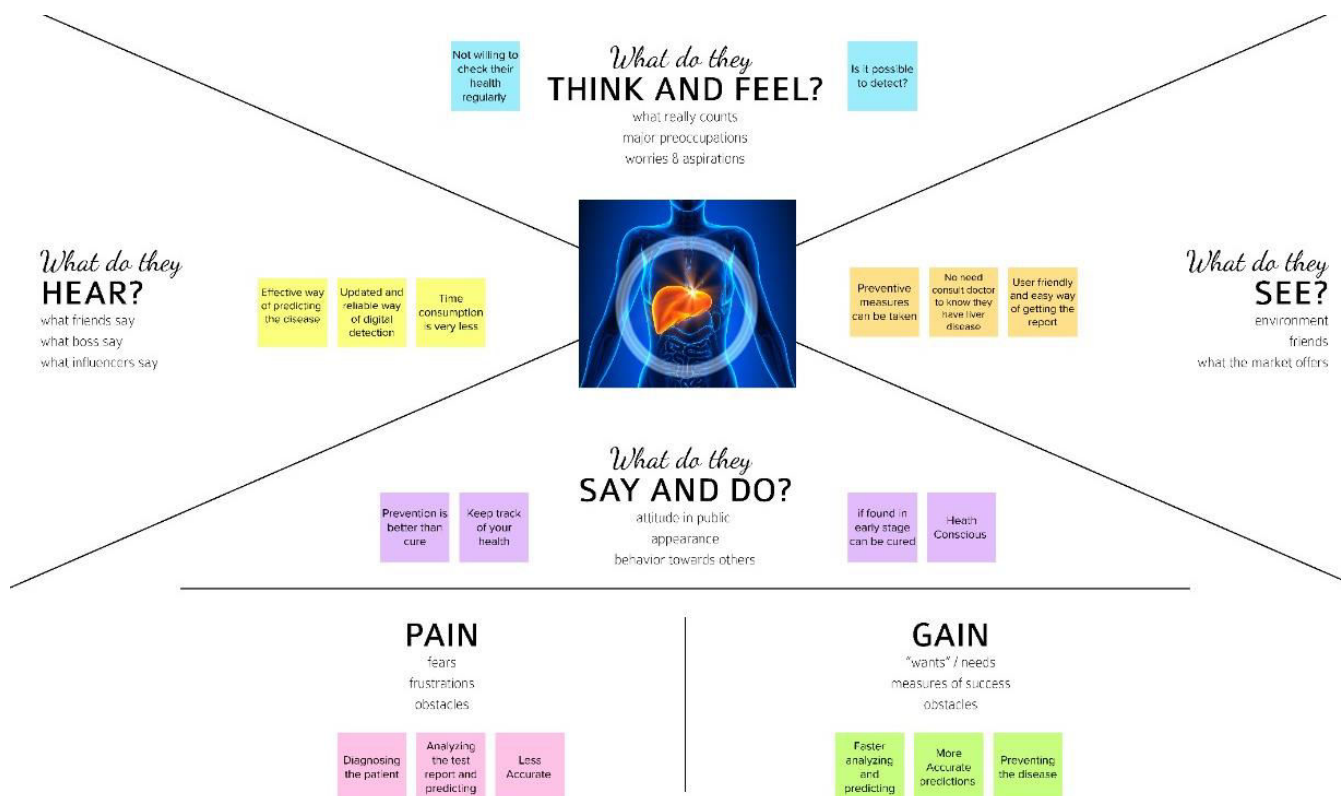 Not willing to
check their
health
regularly
What do they
THINK AND FEEL?
what really counts
major preoccupations
worries & aspirations
Is it possible
to detect?
What do they
HEAR?
what friends say
what boss say
what influencers say
Effective way
of predicting
the disease
Updated and
reliable way
of digital
detection
Time
consumption
is very less
Preventive
measures
can be taken
No need
consult doctor
to know they
have liver
disease
User friendly
and easy way
of getting the
report
What do they
SEE?
environment
friends
what the market offers
What do they
SAY AND DO?
attitude in public
appearance
behavior towards others
Prevention is
better than
cure
Keep track
of your
health
if found in
early stage
can be cured
Heath
Conscious
PAIN
fears
frustrations
obstacles
Diagnosing
the patient
Analyzing
the test
report and
predicting
Less
Accurate
GAIN
"wants" / needs
measures of success
obstacles
Faster
analyzing
and
predicting
More
Accurate
predictions
Preventing
the disease